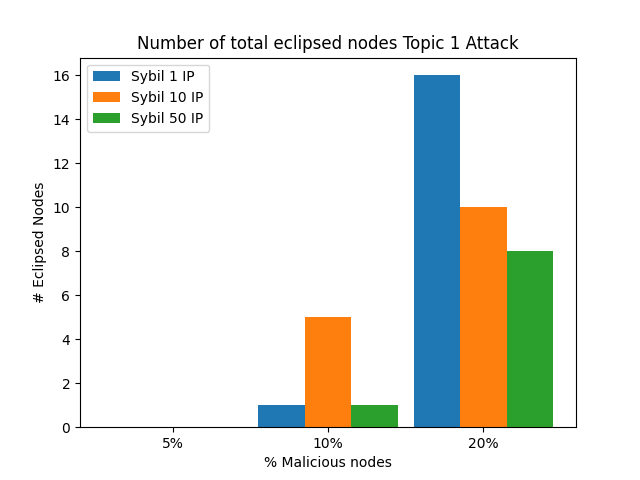 Number of total eclipsed nodes Topic 1 Attack
Sybil 1 IP
Sybil 10 IP
Sybil 50 IP
# Eclipsed Nodes
16
14
12
10
8
6
4
2
0
5%
10%
20%
% Malicious nodes